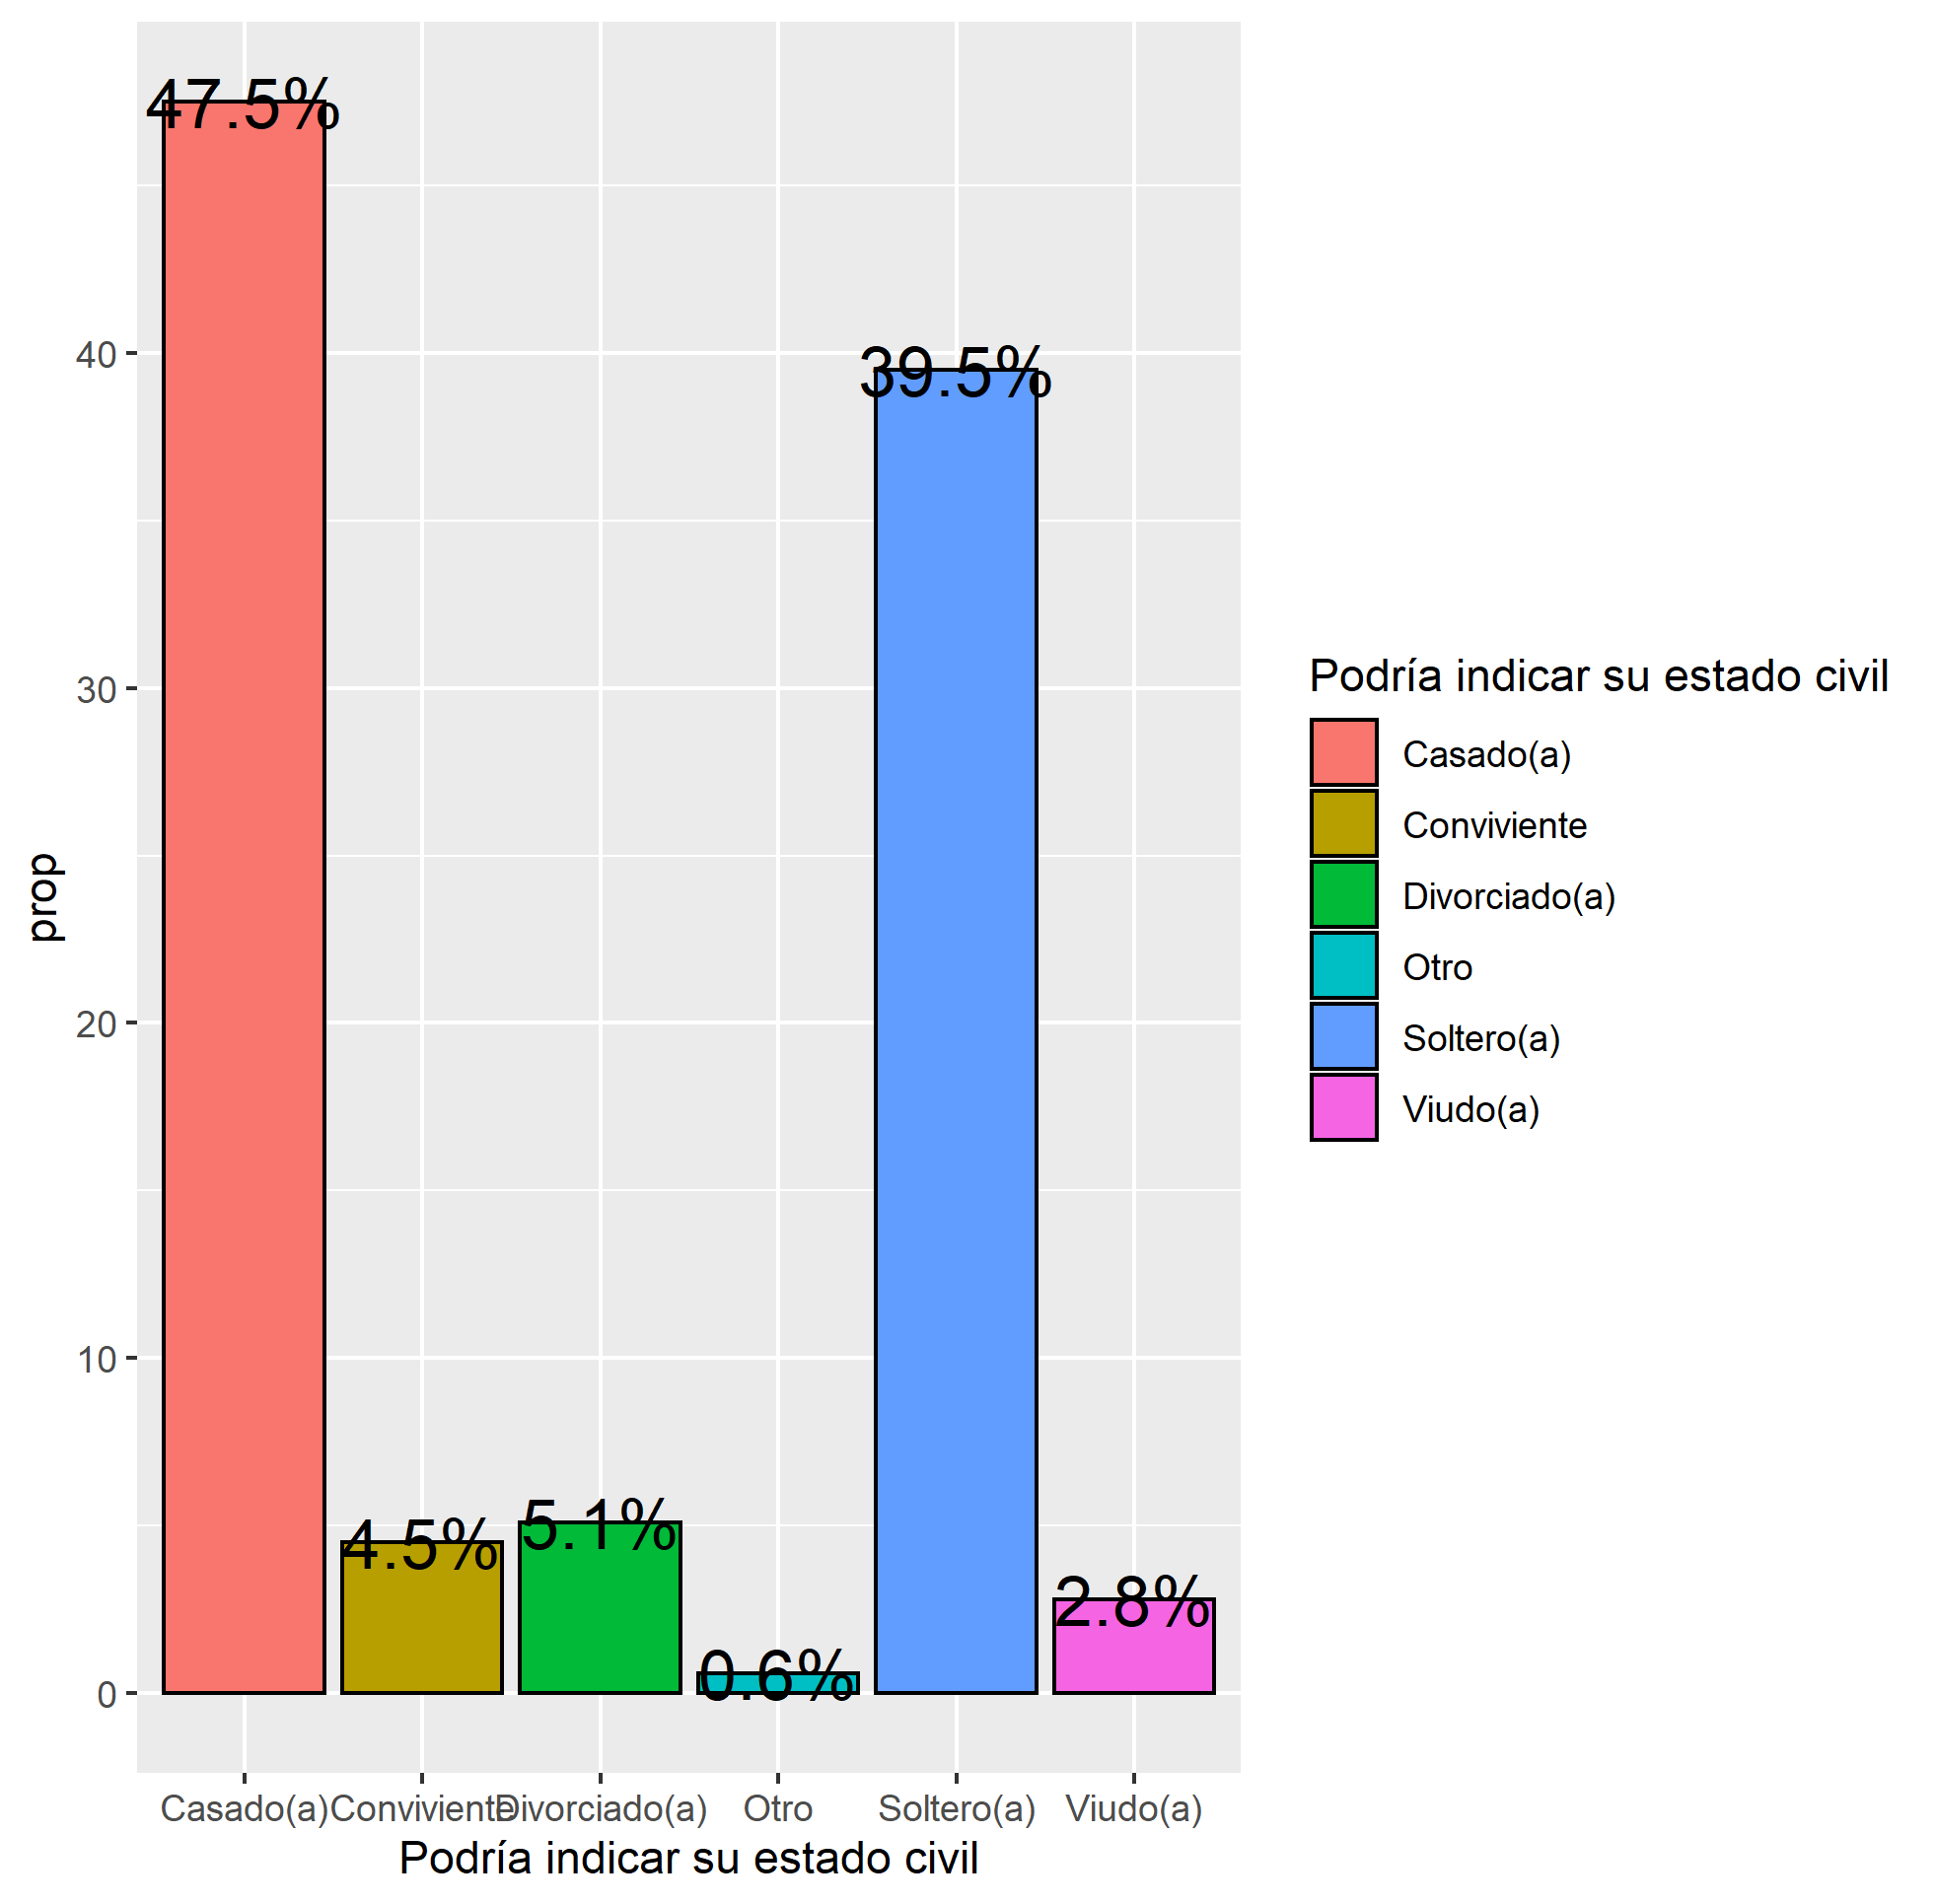 47.5%
39.5%
5.1%
4.5%
2.8%
0.6%
40
30
20
10
0
prop
Casado(a) Conviviente Divorciado(a) Otro Soltero(a) Viudo(a)
Podría indicar su estado civil
Podría indicar su estado civil
Casado(a)
Conviviente
Divorciado(a)
Otro
Soltero(a)
Viudo(a)